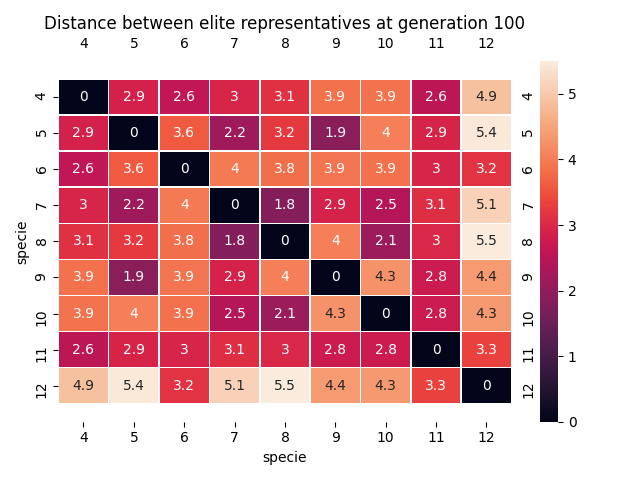 Distance between elite representatives at generation 100
4 5 6 7 8 9 10 11 12
4 0 2.9 2.6 3 3.1 3.9 3.9 2.6 4.9 4
5 2.9 0 3.6 2.2 3.2 1.9 4 2.9 5.4 5
6 2.6 3.6 0 4 3.8 3.9 3.9 3 3.2 6
7 3 2.2 4 0 1.8 2.9 2.5 3.1 5.1 7
8 3.1 3.2 3.8 1.8 0 4 2.1 3 5.5 8
9 3.9 1.9 3.9 2.9 4 0 4.3 2.8 4.4 9
10 3.9 4 3.9 2.5 2.1 4.3 0 2.8 4.3 10
11 2.6 2.9 3 3.1 3 2.8 2.8 0 3.3 11
12 4.9 5.4 3.2 5.1 5.5 4.4 4.3 3.3 0 12
4 5 6 7 8 9 10 11 12
specie
specie
5
4
3
2
1
0